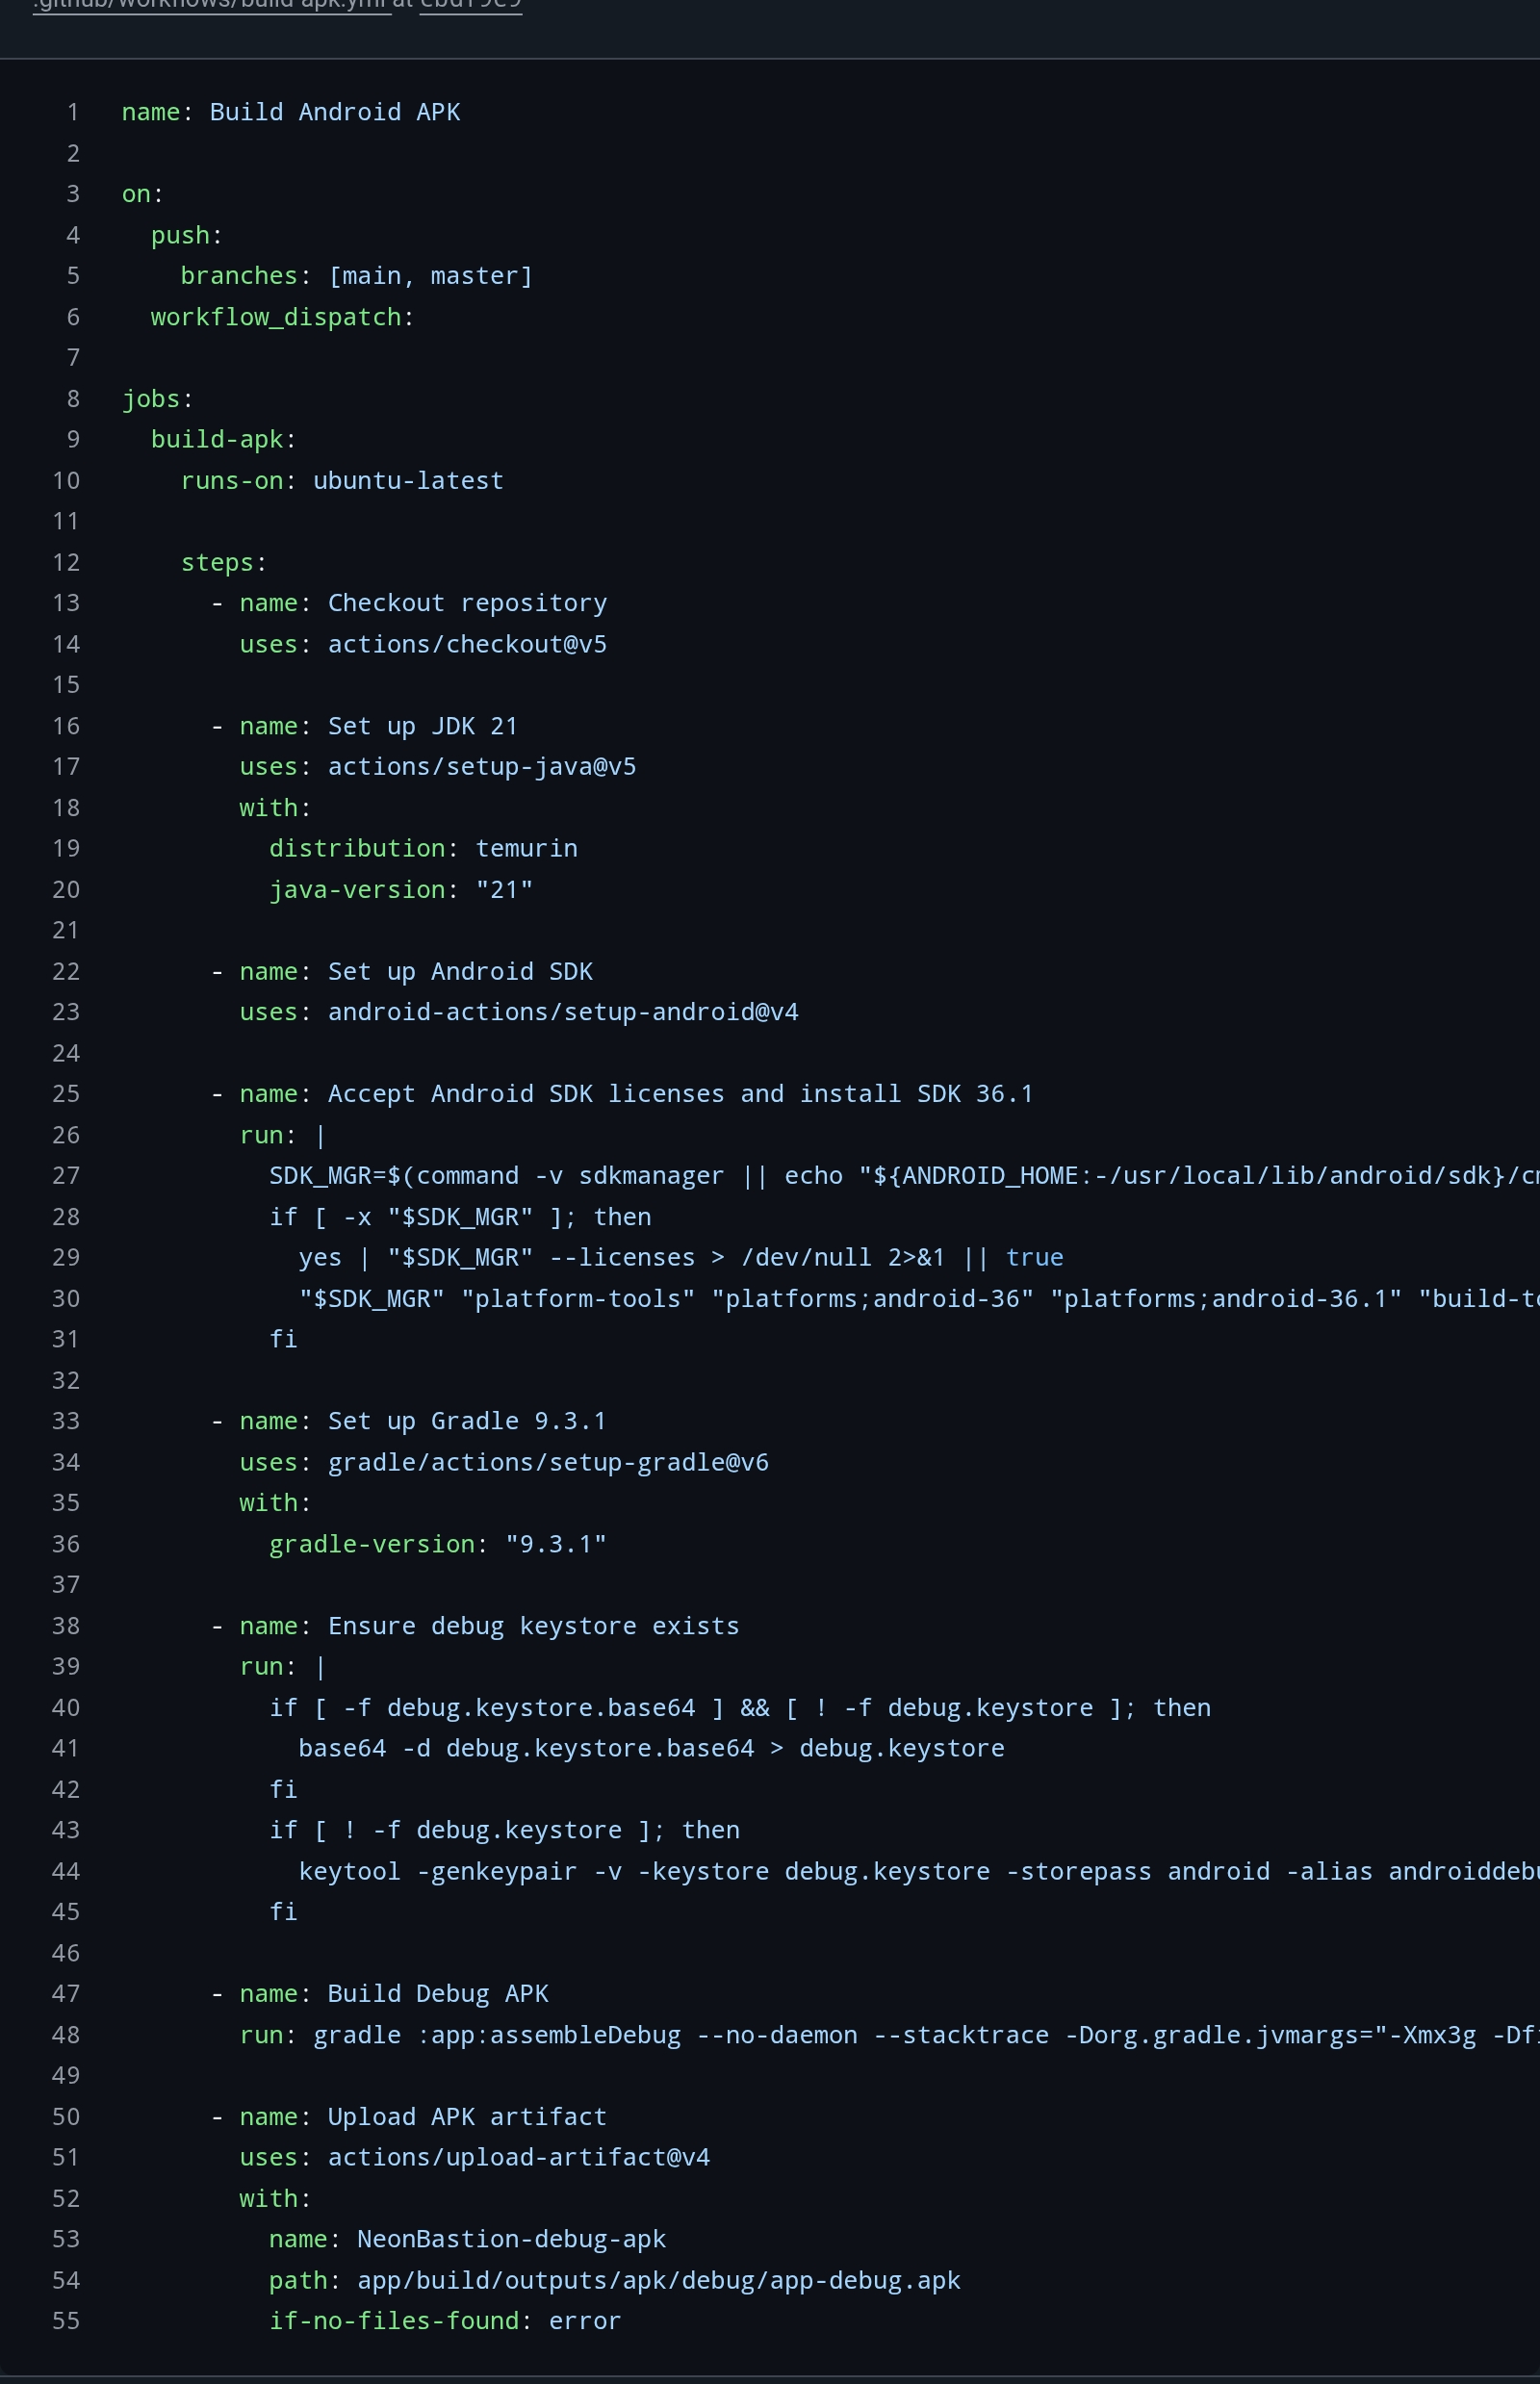 .github/workflows/build-apk.yml at
1 name: Build Android APK
2
3 on:
4 push:
5 branches: [main, master]
6 workflow_dispatch:
7
8 jobs:
9 build-apk:
10 runs-on: ubuntu-latest
11
12 steps:
13 - name: Checkout repository
14 uses: actions/checkout@v5
15
16 - name: Set up JDK 21
17 uses: actions/setup-java@v5
18 with:
19 distribution: temurin
20 java-version: "21"
21
22 - name: Set up Android SDK
23 uses: android-actions/setup-android@v4
24
25 - name: Accept Android SDK licenses and install SDK 36.1
26 run: |
27 SDK_MGR=$(command -v sdkmanager || echo "${ANDROID_HOME:-/usr/local/lib/android/sdk}/c
28 if [ -x "$SDK_MGR" ]; then
29 yes | "$SDK_MGR" --licenses > /dev/null 2>&1 || true
30 "$SDK_MGR" "platform-tools" "platforms;android-36" "platforms;android-36.1" "build-t
31 fi
32
33 - name: Set up Gradle 9.3.1
34 uses: gradle/actions/setup-gradle@v6
35 with:
36 gradle-version: "9.3.1"
37
38 - name: Ensure debug keystore exists
39 run: |
40 if [ -f debug.keystore.base64 ] && [ ! -f debug.keystore ]; then
41 base64 -d debug.keystore.base64 > debug.keystore
42 fi
43 if [ ! -f debug.keystore ]; then
44 keytool -genkeypair -v -keystore debug.keystore -storepass android -alias androiddeb
45 fi
46
47 - name: Build Debug APK
48 run: gradle :app:assembleDebug --no-daemon --stacktrace -Dorg.gradle.jvmargs="-Xmx3g -Df
49
50 - name: Upload APK artifact
51 uses: actions/upload-artifact@v4
52 with:
53 name: NeonBastion-debug-apk
54 path: app/build/outputs/apk/debug/app-debug.apk
55 if-no-files-found: error